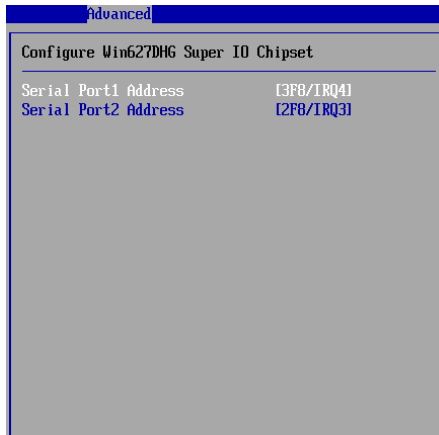 Advanced
Configure Win627DHG Super IO Chipset
Serial Port1 Address [3F8/IRQ4]
Serial Port2 Address [2F8/IRQ3]